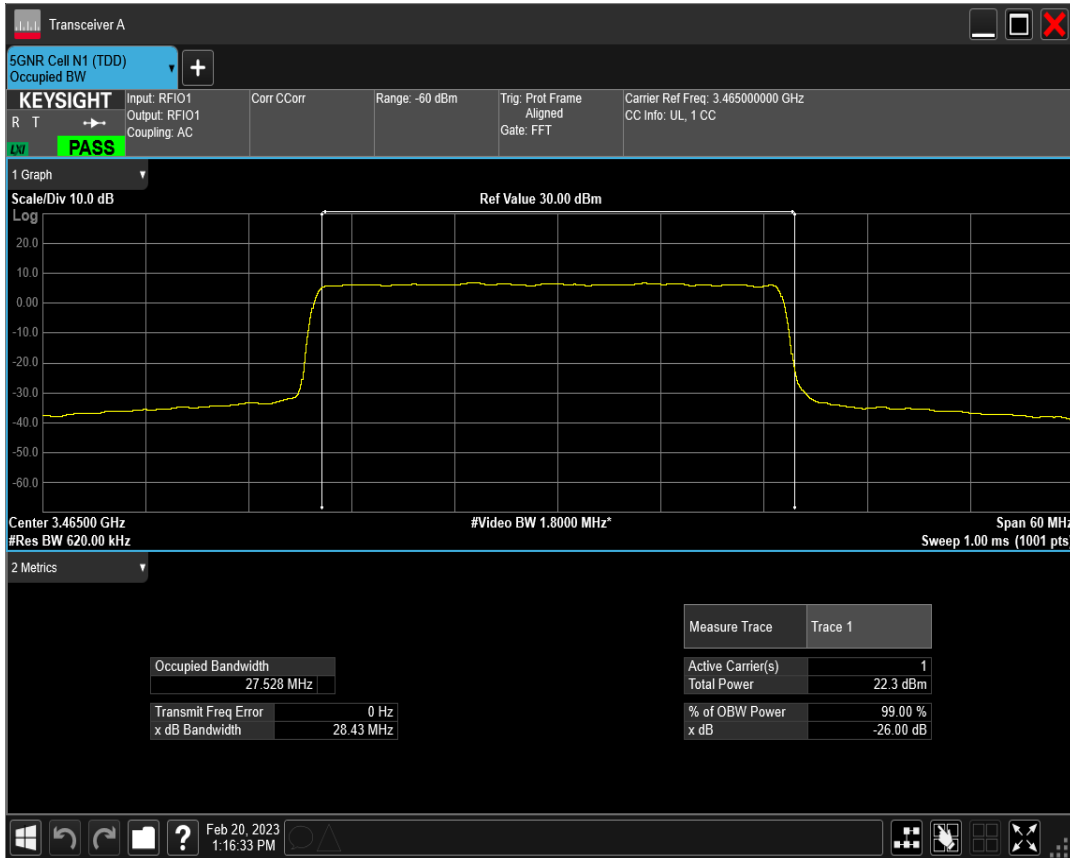 Transceiver A
5GNR Cell N1 (TDD)
Occupied BW
+
KEYSIGHT
R T
LXI
PASS
Input: RFIO1
Output: RFIO1
Coupling: AC
Corr CCorr
Range: -60 dBm
Trig: Prot Frame
Aligned
Gate: FFT
Carrier Ref Freq: 3.465000000 GHz
CC Info: UL, 1 CC
1 Graph
Scale/Div 10.0 dB
Ref Value 30.00 dBm
Log
20.0
10.0
0.00
-10.0
-20.0
-30.0
-40.0
-50.0
-60.0
Center 3.46500 GHz
#Video BW 1.8000 MHz*
Span 60 MHz
#Res BW 620.00 kHz
Sweep 1.00 ms (1001 pts)
2 Metrics
Measure Trace Trace 1
Occupied Bandwidth
27.528 MHz
Active Carrier(s) 1
Total Power 22.3 dBm
Transmit Freq Error 0 Hz
x dB Bandwidth 28.43 MHz
% of OBW Power 99.00 %
x dB -26.00 dB
?
Feb 20, 2023
1:16:33 PM